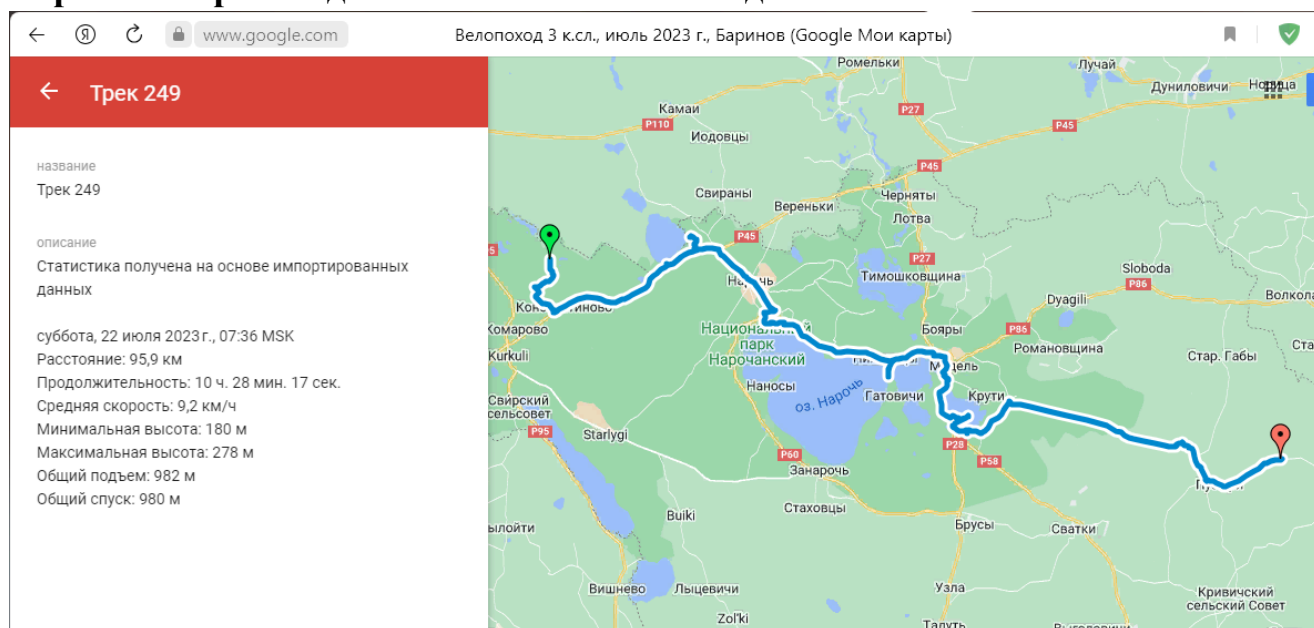 www.google.com
Велопоход 3 к.сл., июль 2023 г., Баринов (Google Мои карты)
Трек 249
название
Трек 249
описание
Статистика получена на основе импортированных
данных
суббота, 22 июля 2023 г., 07:36 MSK
Расстояние: 95,9 км
Продолжительность: 10 ч. 28 мин. 17 сек.
Средняя скорость: 9,2 км/ч
Минимальная высота: 180 м
Максимальная высота: 278 м
Общий подъем: 982 м
Общий спуск: 980 м
Ромельки
Лучай
Дуниловичи
Камаи
P27
P110
P45
Иодовцы
P45
Свираны
Черняты
Вереньки
Лотва
P45
P27
Тимошковщина
Sloboda
P86
Dyagili
Комарово
Национальный
парк
Нарочанский
Бояры
P86
Романовщина
Kurkuli
Стар. Габы
Наносы
оз. Нарочь
Гатовичи
Крути
Свирский
сельсовет
P95
Starlygi
P28
P60
P58
Занарочь
Стаховцы
Buiki
Брусы
Сватки
Вишнево
Лыцевичи
Узла
Кривичский
сельский Совет
Zol'ki